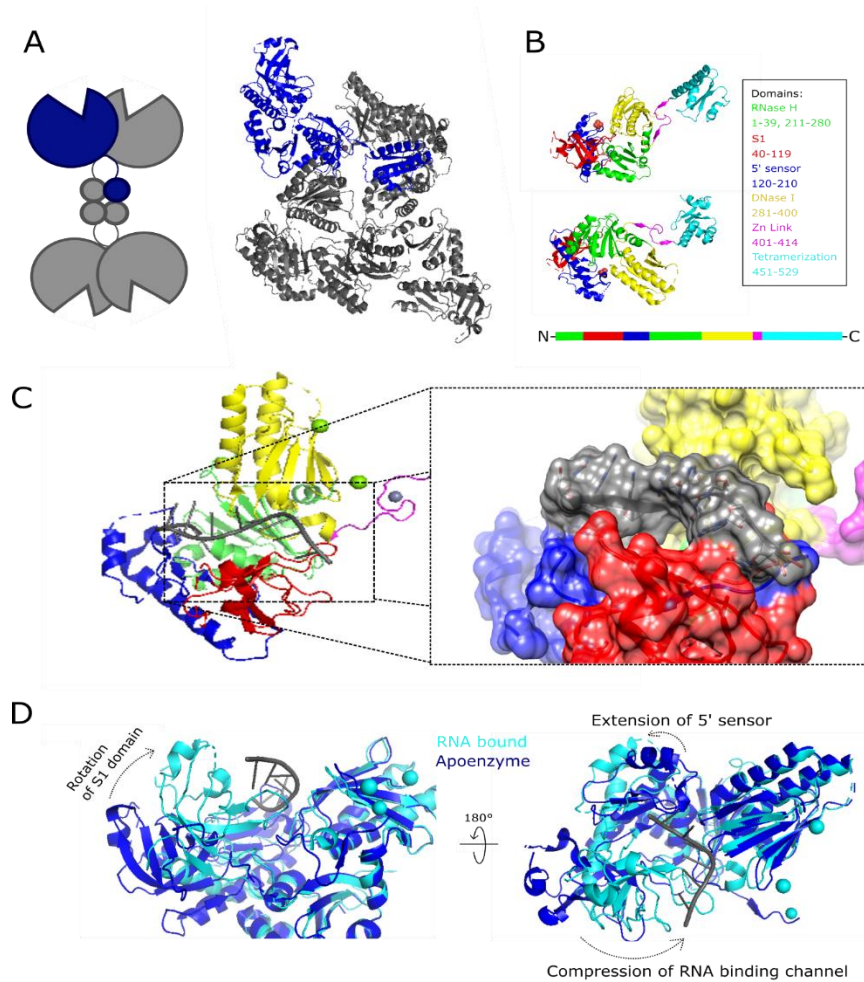 A
B
Domains:
RNase H
1-39, 211-280
S1
40-119
5' sensor
120-210
DNase I
281-400
Zn Link
401-414
Tetramerization
451-529
N-
-C
C
D
Rotation
of S1 domain
RNA bound
Apoenzyme
180°
Extension of 5' sensor
Compression of RNA binding channel